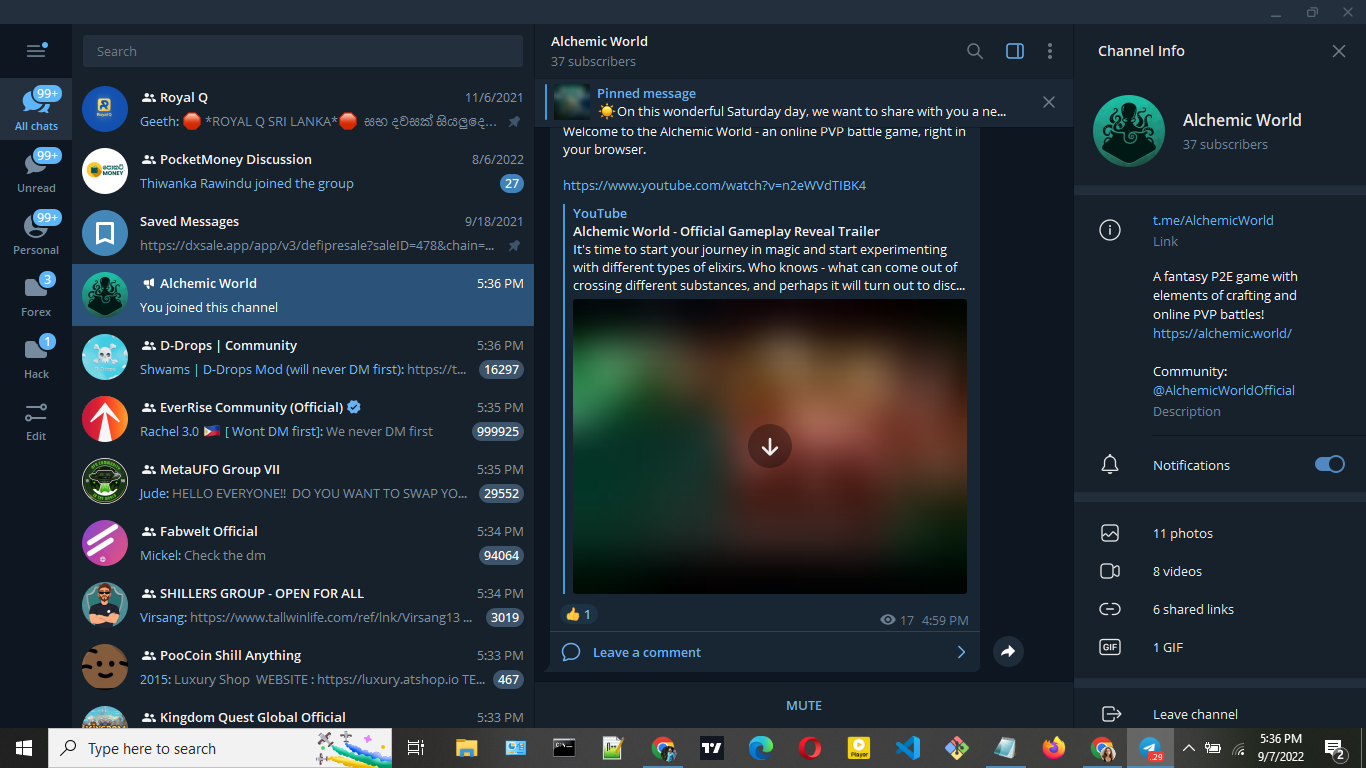 Search
99+
All chats
99+
Unread
99+
Personal
3
Forex
1
Hack
Edit
Royal Q
11/6/2021
Geeth: 🛑 *ROYAL Q SRI LANKA*🛑 සහ දවසක් සියලුදෙ...
PocketMoney Discussion
8/6/2022
Thiwanka Rawindu joined the group
27
Saved Messages
9/18/2021
https://dxsale.app/app/v3/defipresale?saleID=478&chain=...
Alchemic World
5:36 PM
You joined this channel
D-Drops | Community
5:36 PM
Shwams | D-Drops Mod (will never DM first): https://t...
16297
EverRise Community (Official)
5:35 PM
Rachel 3.0 🇵🇭 [ Wont DM first]: We never DM first
999925
MetaUFO Group VII
5:35 PM
Jude: HELLO EVERYONE!! DO YOU WANT TO SWAP YO...
29552
Fabwelt Official
5:34 PM
Mickel: Check the dm
94064
SHILLERS GROUP - OPEN FOR ALL
5:34 PM
Virsang: https://www.tallwinlife.com/ref/lnk/Virsang13 ...
3019
PooCoin Shill Anything
5:33 PM
2015: Luxury Shop WEBSITE : https://luxury.atshop.io TE...
467
Kingdom Quest Global Official
5:33 PM
Alchemic World
37 subscribers
Pinned message
☀️On this wonderful Saturday day, we want to share with you a ne...
Welcome to the Alchemic World - an online PVP battle game, right in
your browser.
https://www.youtube.com/watch?v=n2eWVdTIBK4
YouTube
Alchemic World - Official Gameplay Reveal Trailer
It's time to start your journey in magic and start experimenting
with different types of elixirs. Who knows - what can come out of
crossing different substances, and perhaps it will turn out to disc...
👍 1
17 4:59 PM
Leave a comment
MUTE
Channel Info
Alchemic World
37 subscribers
t.me/AlchemicWorld
Link
A fantasy P2E game with
elements of crafting and
online PVP battles!
https://alchemic.world/
Community:
@AlchemicWorldOfficial
Description
Notifications
11 photos
8 videos
6 shared links
GIF
1 GIF
Leave channel
Type here to search
Player
.29
5:36 PM
9/7/2022
2